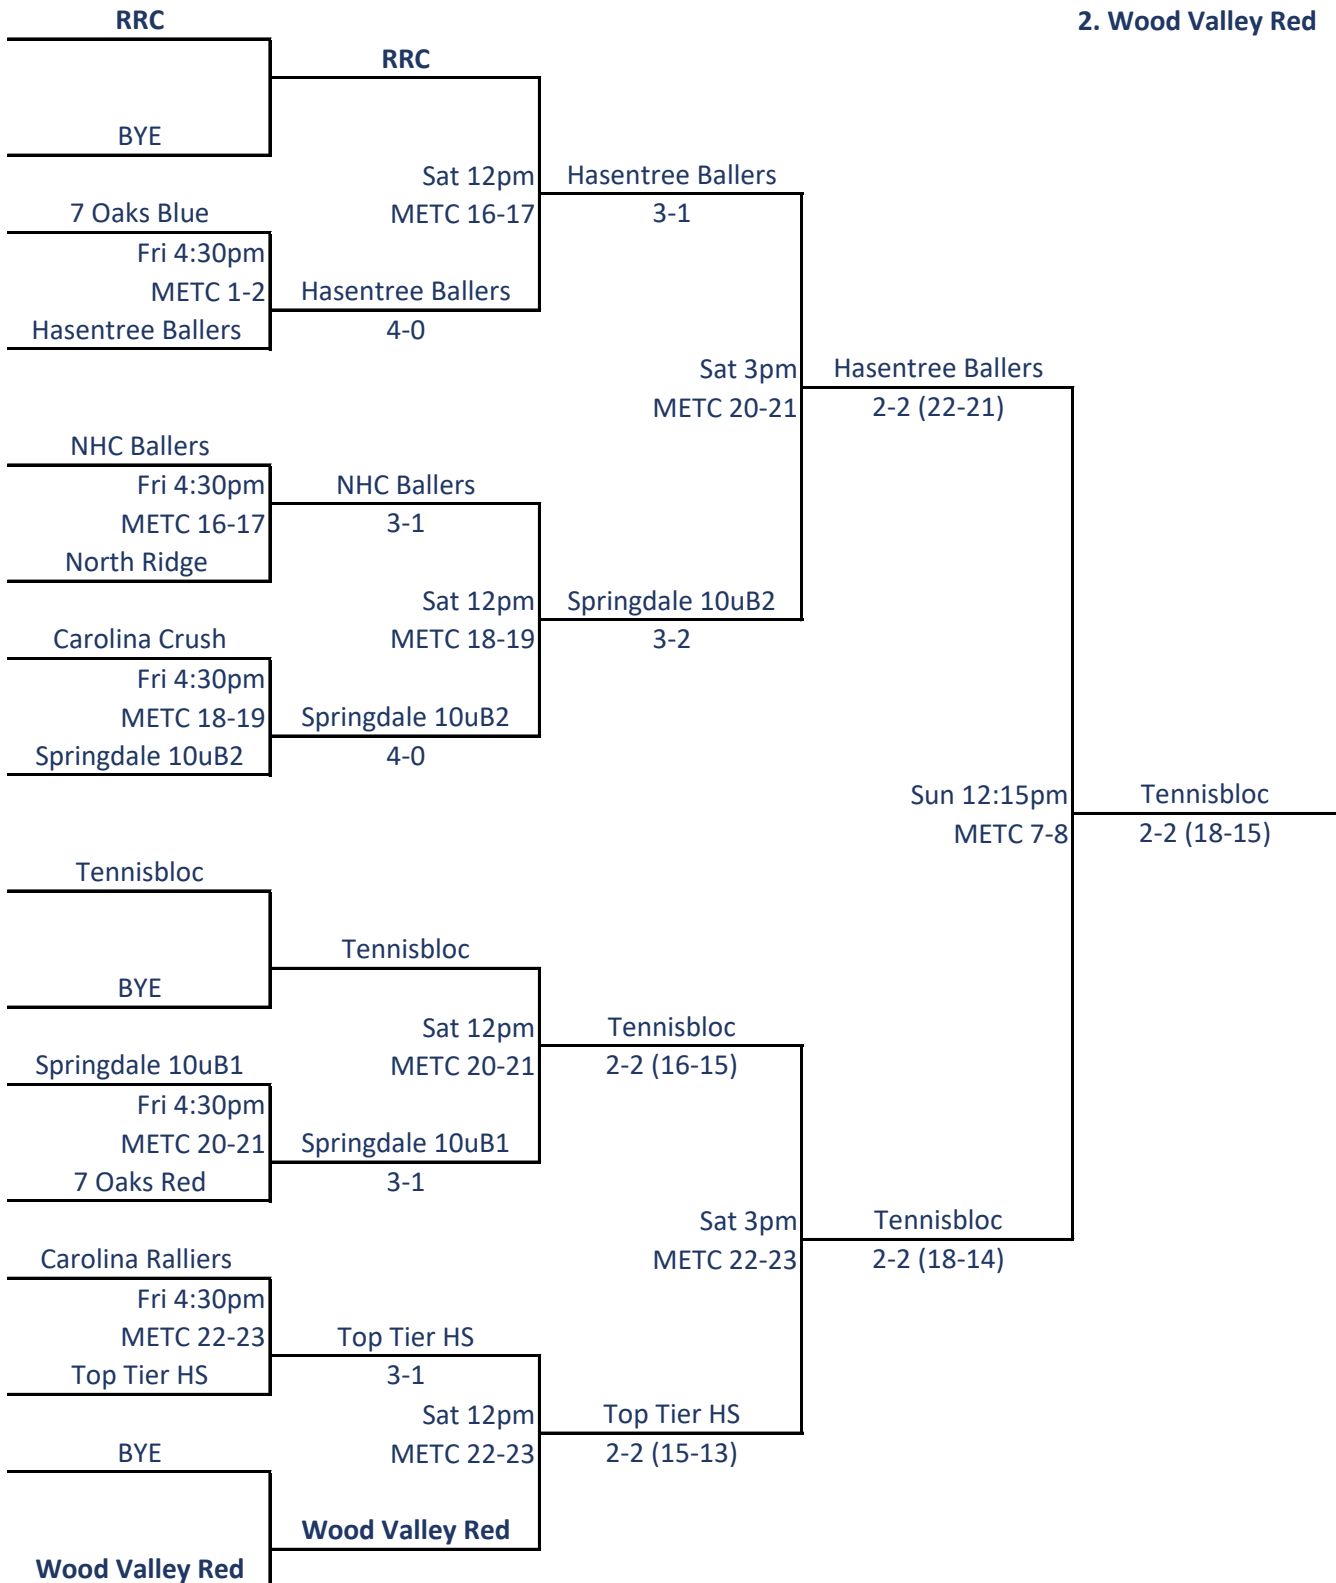 RRC
2. Wood Valley Red
RRC
BYE
Sat 12pm
Hasentree Ballers
7 Oaks Blue
METC 16-17
3-1
Fri 4:30pm
METC 1-2
Hasentree Ballers
Hasentree Ballers
4-0
Sat 3pm
Hasentree Ballers
METC 20-21
2-2 (22-21)
NHC Ballers
Fri 4:30pm
NHC Ballers
METC 16-17
3-1
North Ridge
Sat 12pm
Springdale 10uB2
Carolina Crush
METC 18-19
3-2
Fri 4:30pm
METC 18-19
Springdale 10uB2
Springdale 10uB2
4-0
Sun 12:15pm
Tennisbloc
METC 7-8
2-2 (18-15)
Tennisbloc
Tennisbloc
BYE
Sat 12pm
Tennisbloc
Springdale 10uB1
METC 20-21
2-2 (16-15)
Fri 4:30pm
METC 20-21
Springdale 10uB1
7 Oaks Red
3-1
Sat 3pm
Tennisbloc
Carolina Ralliers
METC 22-23
2-2 (18-14)
Fri 4:30pm
METC 22-23
Top Tier HS
Top Tier HS
3-1
Sat 12pm
Top Tier HS
BYE
METC 22-23
2-2 (15-13)
Wood Valley Red
Wood Valley Red